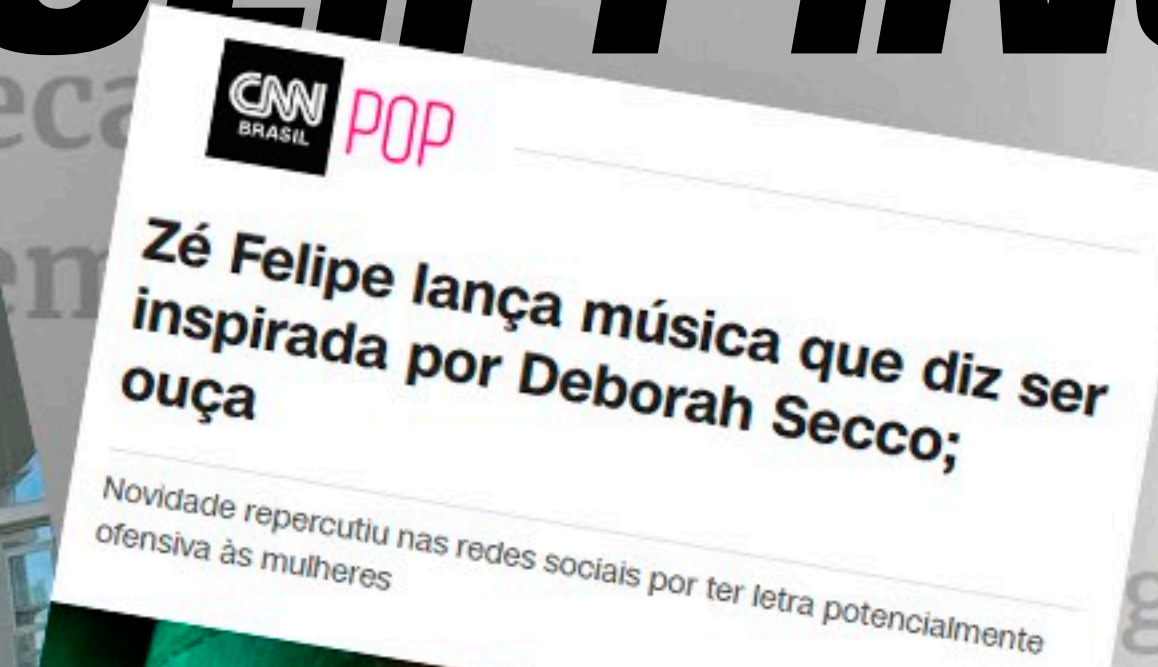 CNN
BRASIL
POP
Zé Felipe lança música que diz ser
inspirada por Deborah Secco;
ouça
Novidade repercutiu nas redes sociais por ter letra potencialmente
ofensiva às mulheres